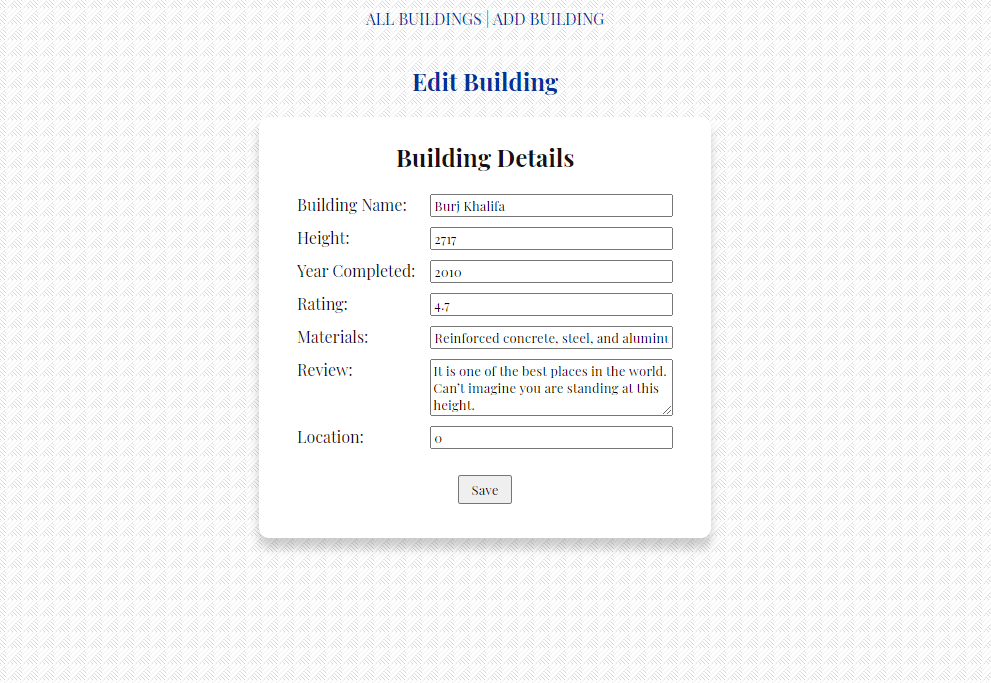 ALL BUILDINGS | ADD BUILDING
Edit Building
Building Details
Building Name: Burj Khalifa
Height: 2717
Year Completed: 2010
Rating: 4.7
Materials: Reinforced concrete, steel, and
Review: It is one of the best places in the world.
Can't imagine you are standing at this
height.
Location: 0
Save